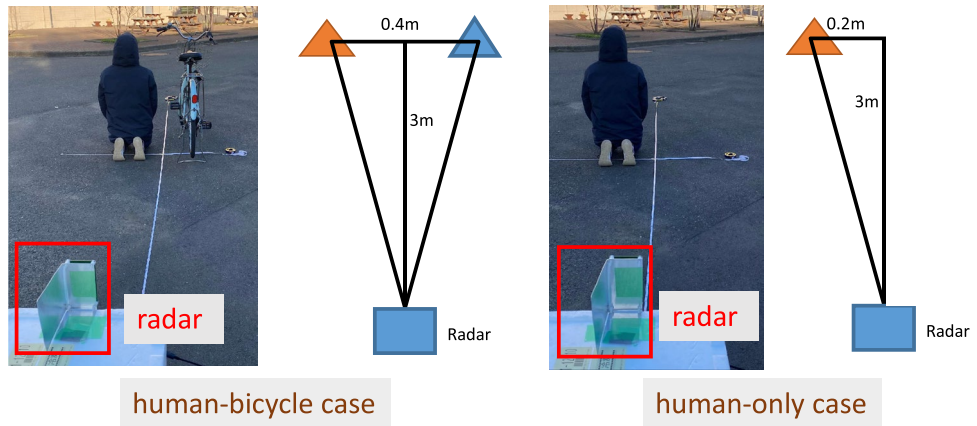 0.4m
3m
radar
Radar
human-bicycle case
0.2m
3m
radar
Radar
human-only case